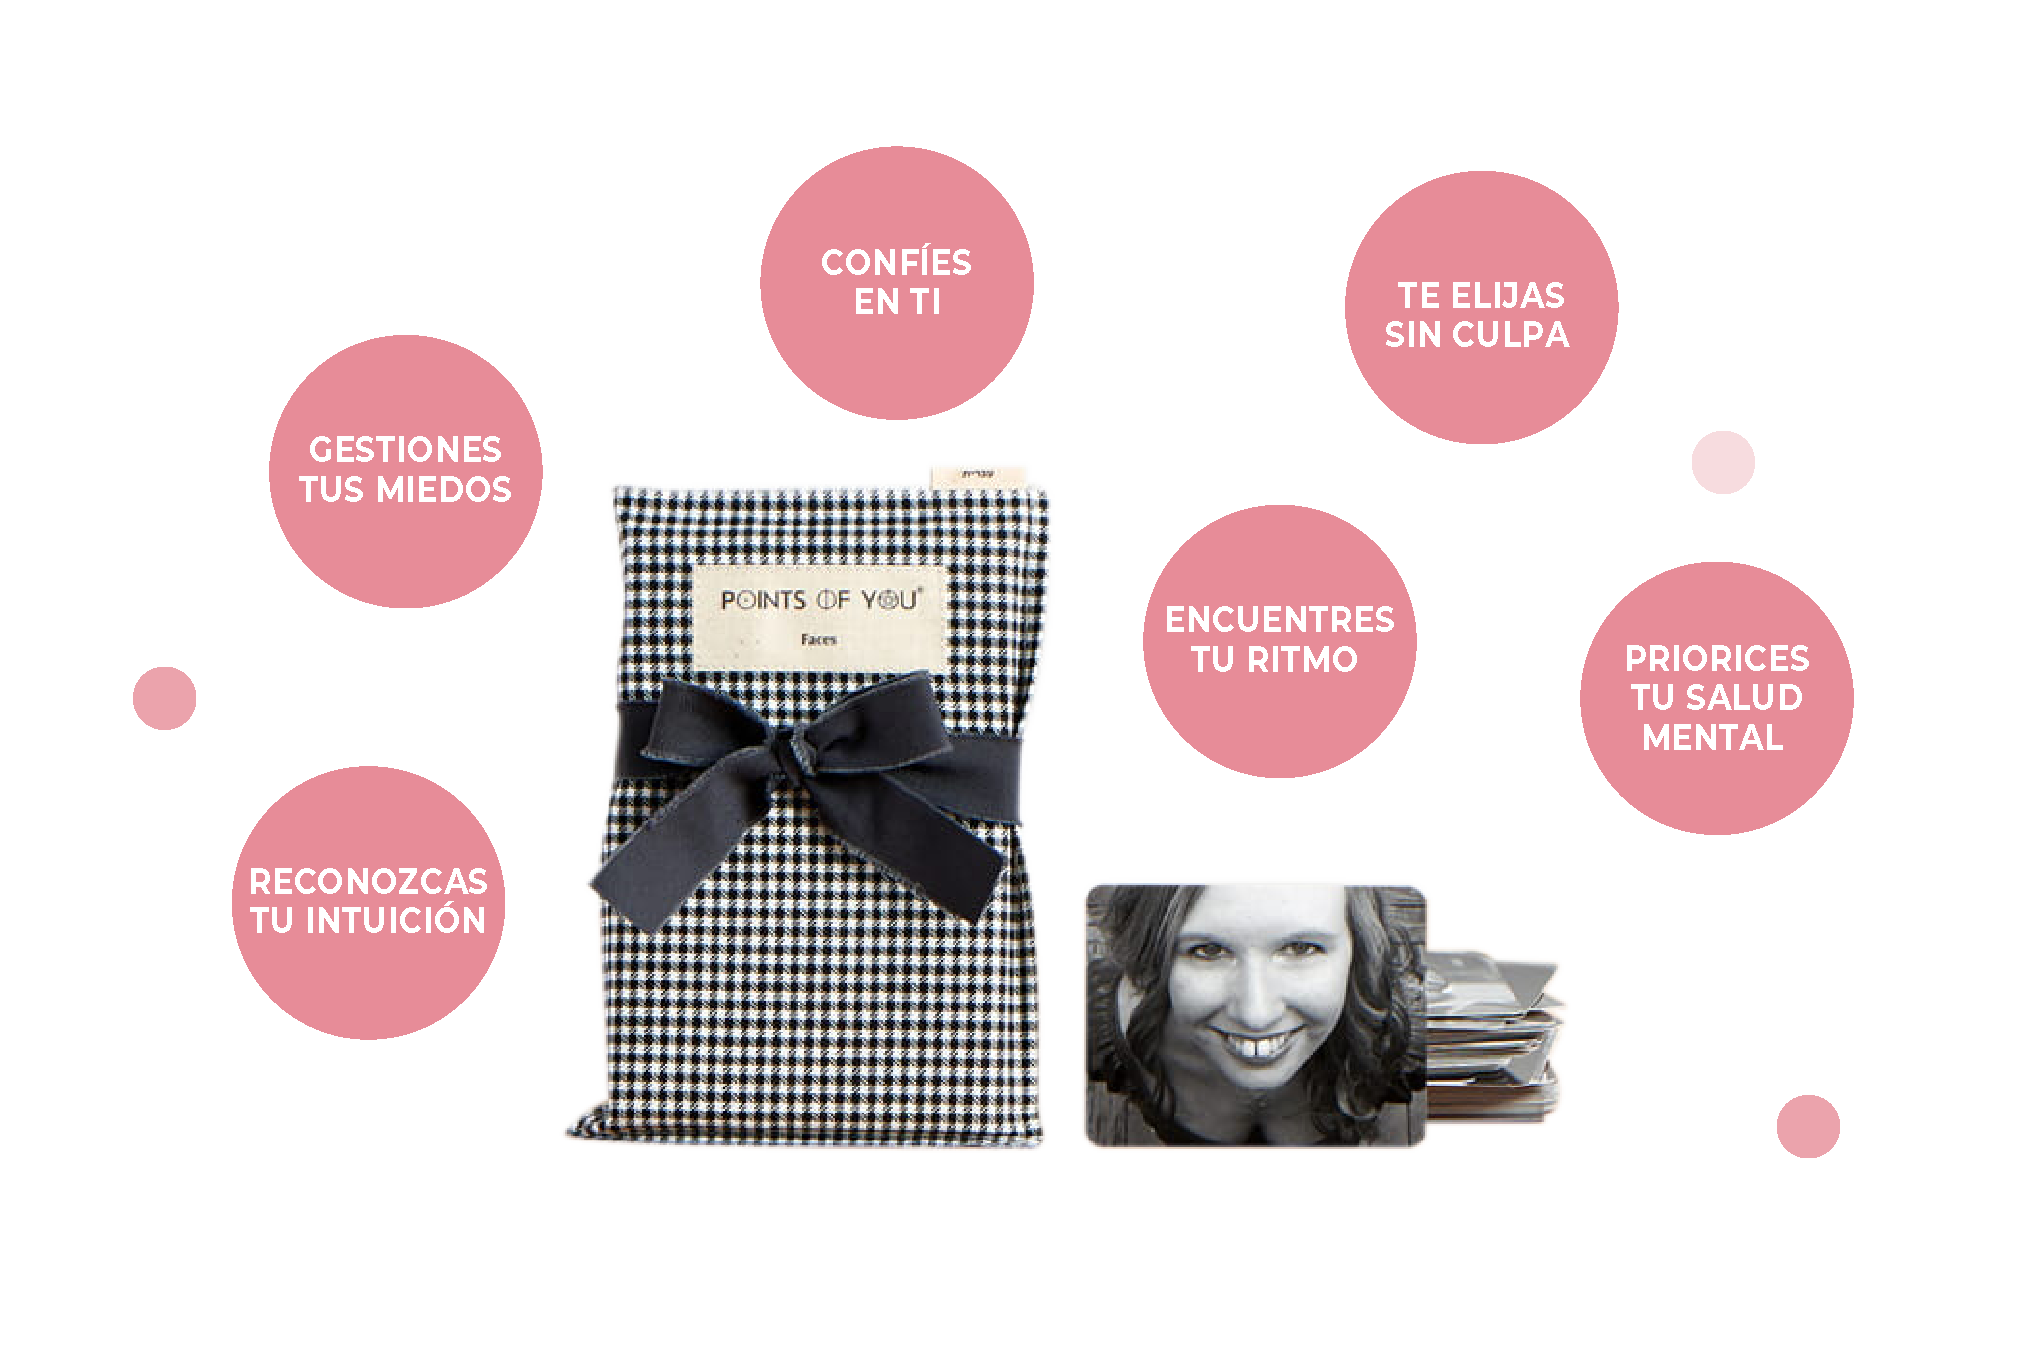 CONFÍES
EN TI
TE ELIJAS
SIN CULPA
GESTIONES
TUS MIEDOS
עברית
POINTS OF YOU®
Faces
ENCUENTRES
TU RITMO
PRIORICES
TU SALUD
MENTAL
RECONOZCAS
TU INTUICIÓN